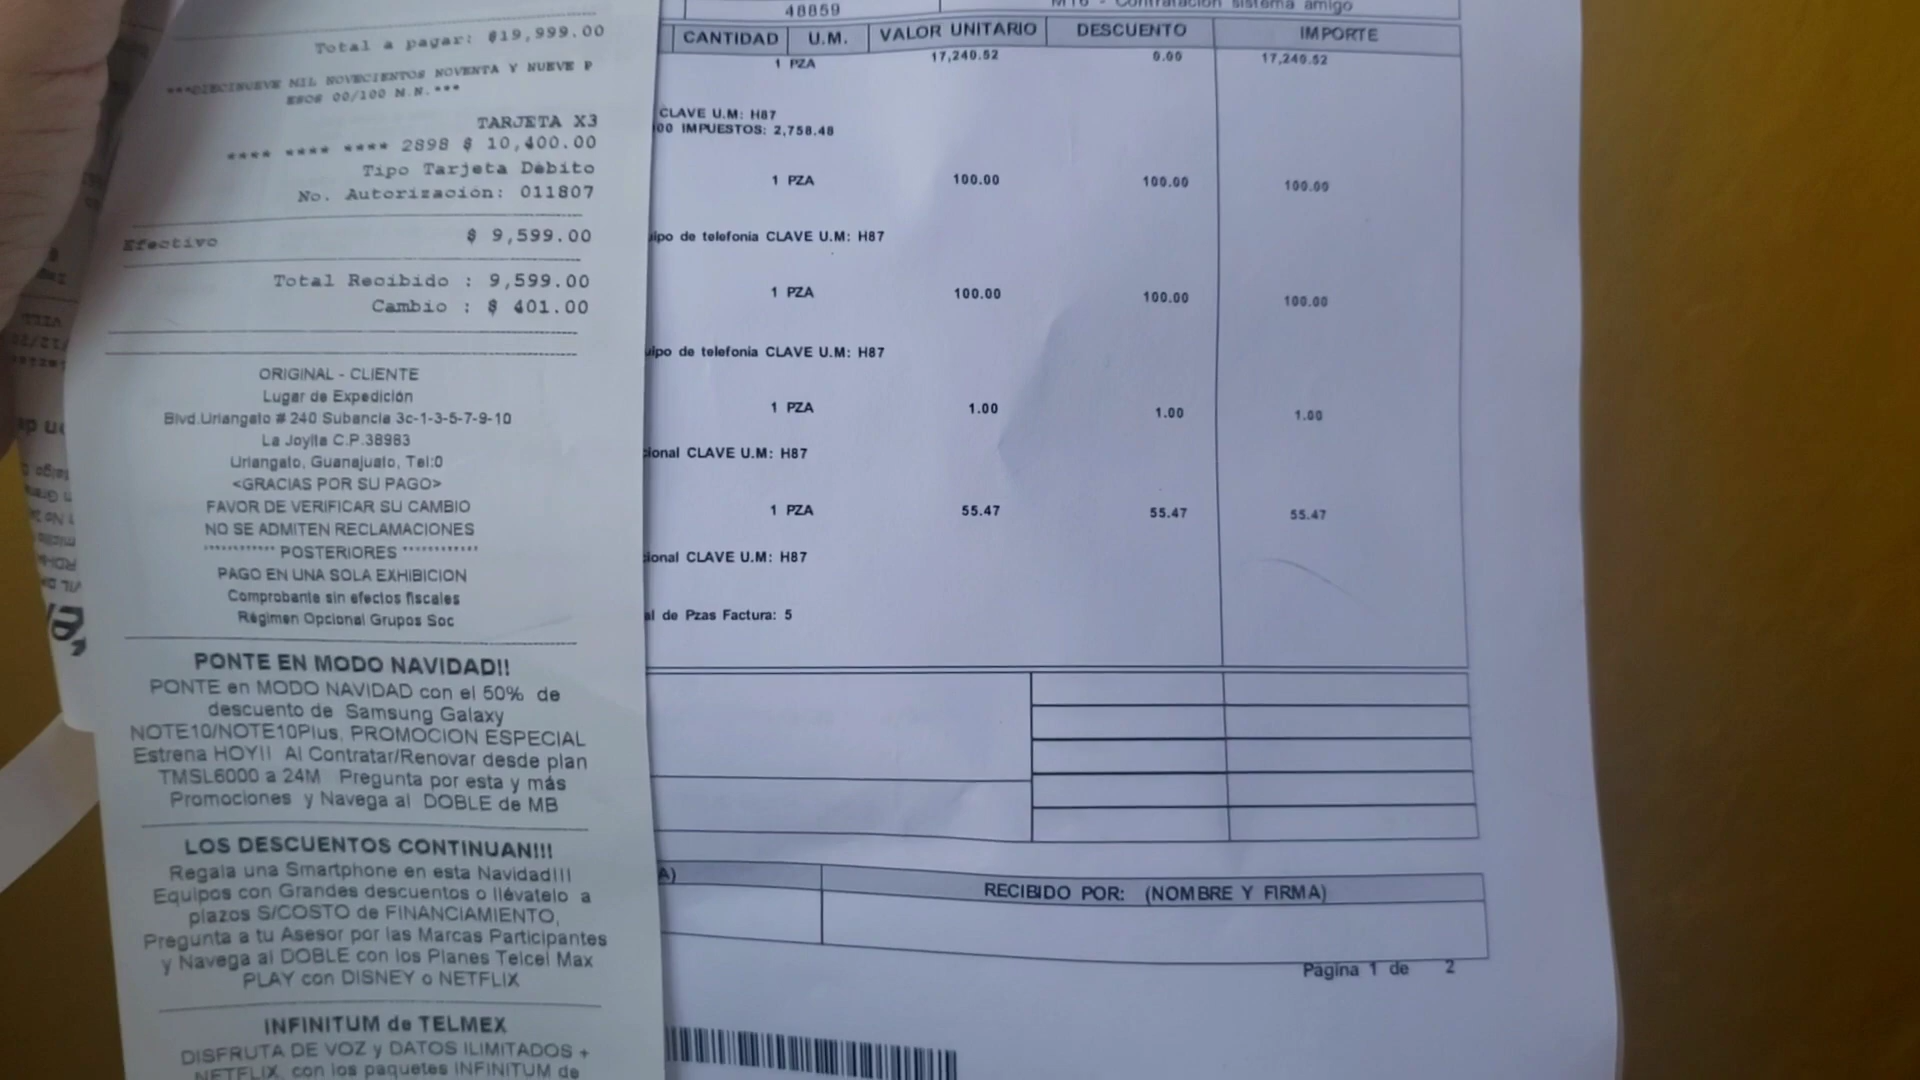 Total a pagar: $19,999.00
***DIECINUEVE MIL NOVECIENTOS NOVENTA Y NUEVE P
ESOS 00/100 M.N.***
TARJETA X3
**** **** **** 2898 $ 10,400.00
Tipo Tarjeta Débito
No. Autorización: 011807
Efectivo $ 9,599.00
Total Recibido : 9,599.00
Cambio : $ 401.00
ORIGINAL - CLIENTE
Lugar de Expedición
Blvd.Uriangato # 240 Subancla 3c-1-3-5-7-9-10
La Joyita C.P.38983
Uriangato, Guanajuato, Tel:0
<GRACIAS POR SU PAGO>
FAVOR DE VERIFICAR SU CAMBIO
NO SE ADMITEN RECLAMACIONES
************ POSTERIORES ************
PAGO EN UNA SOLA EXHIBICION
Comprobante sin efectos fiscales
Régimen Opcional Grupos Soc
PONTE EN MODO NAVIDAD!!
PONTE en MODO NAVIDAD con el 50% de
descuento de Samsung Galaxy
NOTE10/NOTE10Plus, PROMOCION ESPECIAL
Estrena HOY!! Al Contratar/Renovar desde plan
TMSL6000 a 24M Pregunta por esta y más
Promociones y Navega al DOBLE de MB
LOS DESCUENTOS CONTINUAN!!!
Regala una Smartphone en esta Navidad!!!
Equipos con Grandes descuentos o llévatelo a
plazos S/COSTO de FINANCIAMIENTO,
Pregunta a tu Asesor por las Marcas Participantes
y Navega al DOBLE con los Planes Telcel Max
PLAY con DISNEY o NETFLIX
INFINITUM de TELMEX
DISFRUTA DE VOZ y DATOS ILIMITADOS +
NETFLIX, con los paquetes INFINITUM de
48859 - Contratación sistema amigo
CANTIDAD U.M. VALOR UNITARIO DESCUENTO IMPORTE
1 PZA 17,240.52 0.00 17,240.52
CLAVE U.M: H87
00 IMPUESTOS: 2,758.48
1 PZA 100.00 100.00 100.00
uipo de telefonia CLAVE U.M: H87
1 PZA 100.00 100.00 100.00
uipo de telefonia CLAVE U.M: H87
1 PZA 1.00 1.00 1.00
cional CLAVE U.M: H87
1 PZA 55.47 55.47 55.47
cional CLAVE U.M: H87
al de Pzas Factura: 5
A) RECIBIDO POR: (NOMBRE Y FIRMA)
Pagina 1 de 2